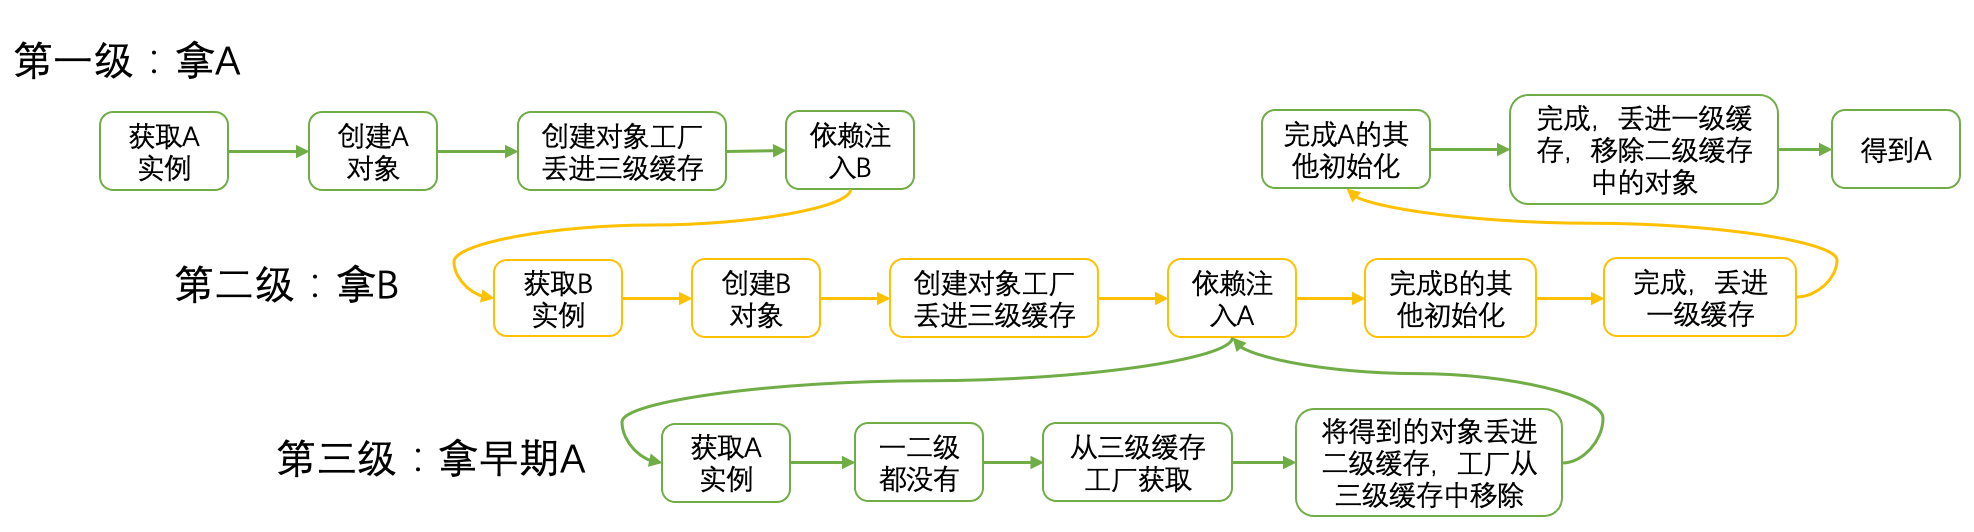 第一级：拿A
获取A
实例
创建A
对象
创建对象工厂
丢进三级缓存
依赖注
入B
完成A的其
他初始化
完成，丢进一级缓
存，移除二级缓存
中的对象
得到A
第二级：拿B
获取B
实例
创建B
对象
创建对象工厂
丢进三级缓存
依赖注
入A
完成B的其
他初始化
完成，丢进
一级缓存
第三级：拿早期A
获取A
实例
一二级
都没有
从三级缓存
工厂获取
将得到的对象丢进
二级缓存，工厂从
三级缓存中移除